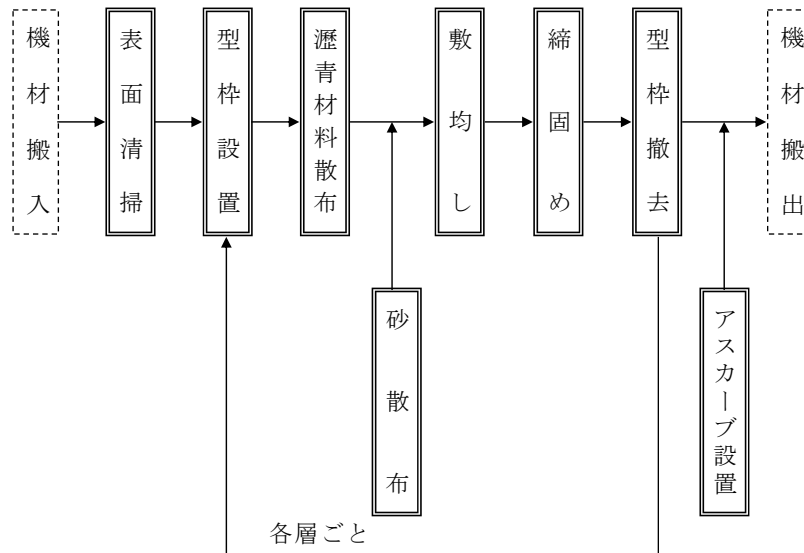 機材搬入
表面清掃
型枠設置
瀝青材料散布
敷均し
締固め
型枠撤去
機材搬出
砂散布
アスカーブ設置
各層ごと